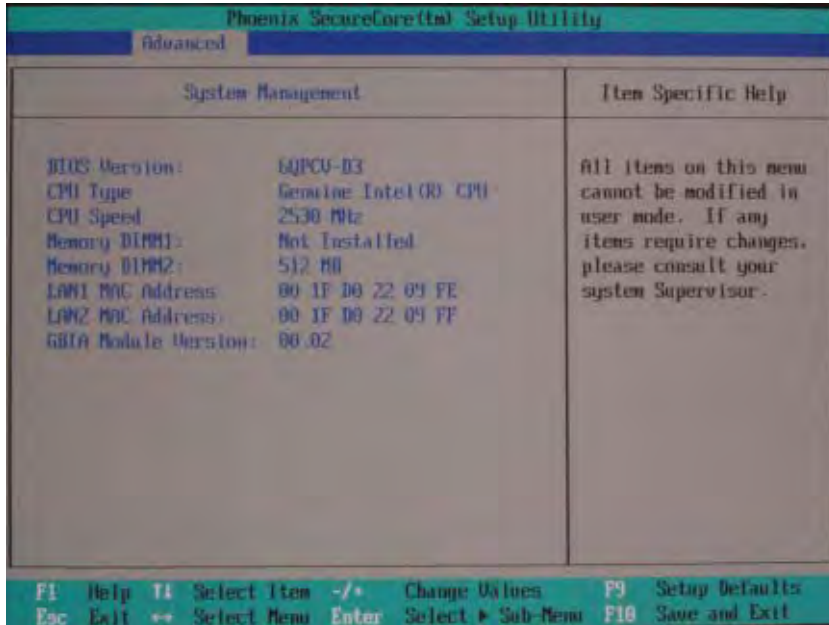 Phoenix SecureCore(tm) Setup Utility
Advanced
System Management
Item Specific Help
BIOS Version:
CPU Type Genuine Intel(R) CPU
CPU Speed 2530 MHz
Memory DIMM1: Not Installed
Memory DIMM2: 512 MB
LAN1 MAC Address 00 1F D0 22 09 FE
LAN2 MAC Address: 00 1F D0 22 09 FF
GBIA Module Version: 00.02
All items on this menu
cannot be modified in
user mode. If any
items require changes,
please consult your
system Supervisor.
F1 Help ↑↓ Select Item -/+ Change Values F9 Setup Defaults
Esc Exit ↔ Select Menu Enter Select ▶ Sub-Menu F10 Save and Exit